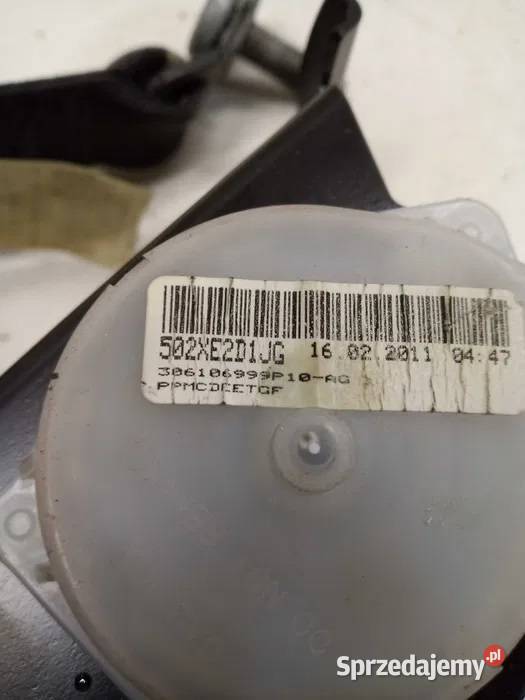 502XE2D1JG 16.02.2011 04:47
306106999P10-AG
PPMCDEETGF
Sprzedajemy.pl